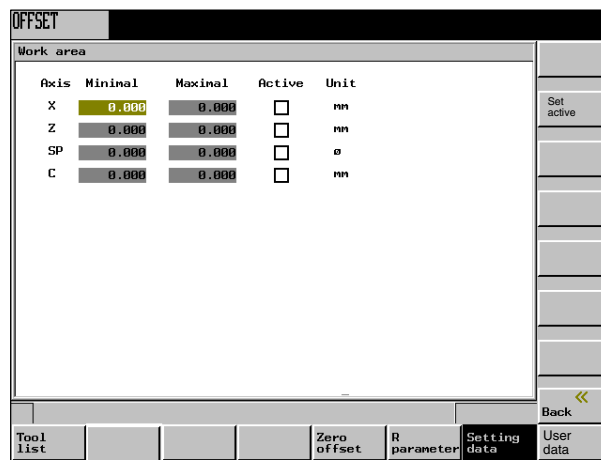 OFFSET
Work area
Axis Minimal Maximal Active Unit
X 0.000 0.000 mm
Z 0.000 0.000 mm
SP 0.000 0.000 ø
C 0.000 0.000 mm
Set
active
«
Back
Tool
list
Zero
offset
R
parameter
Setting
data
User
data